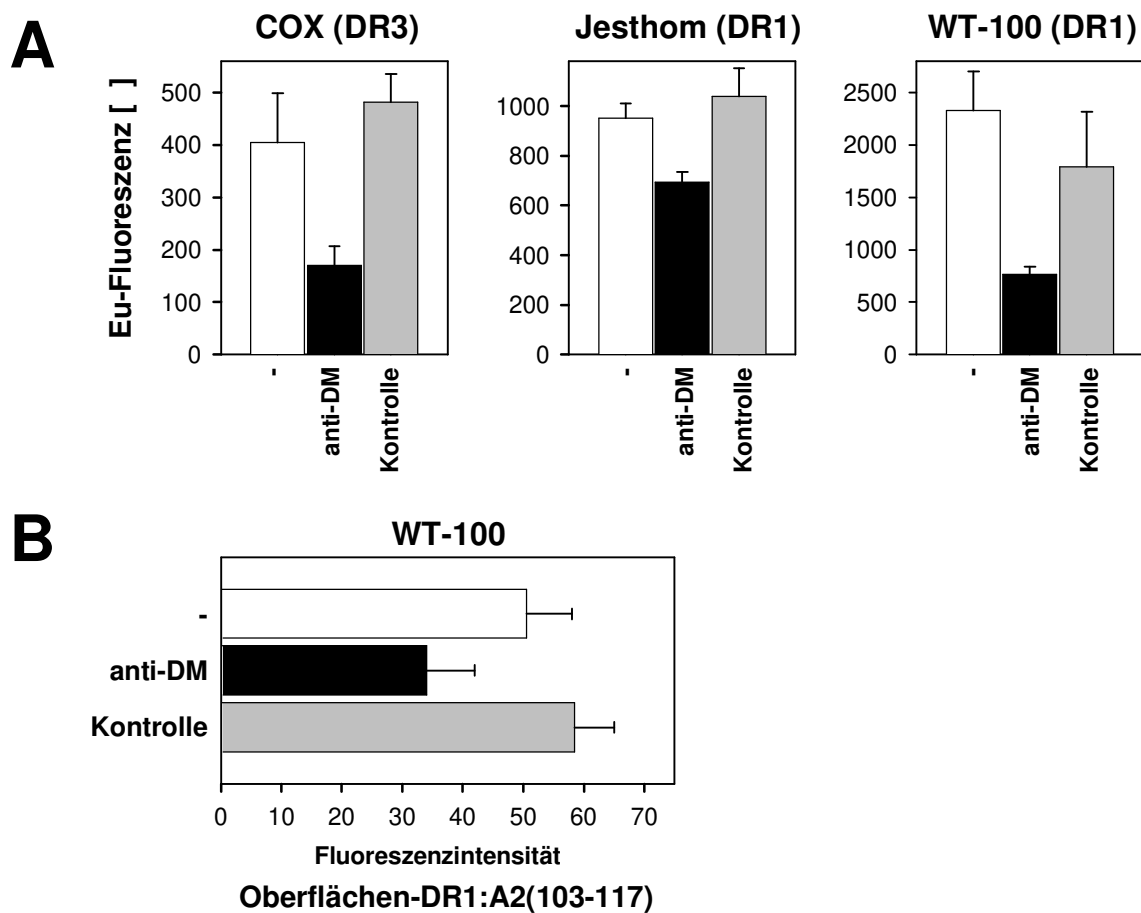 A
COX (DR3)
Jesthom (DR1)
WT-100 (DR1)
Eu-Fluoreszenz [ ]
500
400
300
200
100
0
1000
800
600
400
200
0
2500
2000
1500
1000
500
0
-
anti-DM
Kontrolle
-
anti-DM
Kontrolle
-
anti-DM
Kontrolle
B
WT-100
-
anti-DM
Kontrolle
0 10 20 30 40 50 60 70
Fluoreszenzintensität
Oberflächen-DR1:A2(103-117)